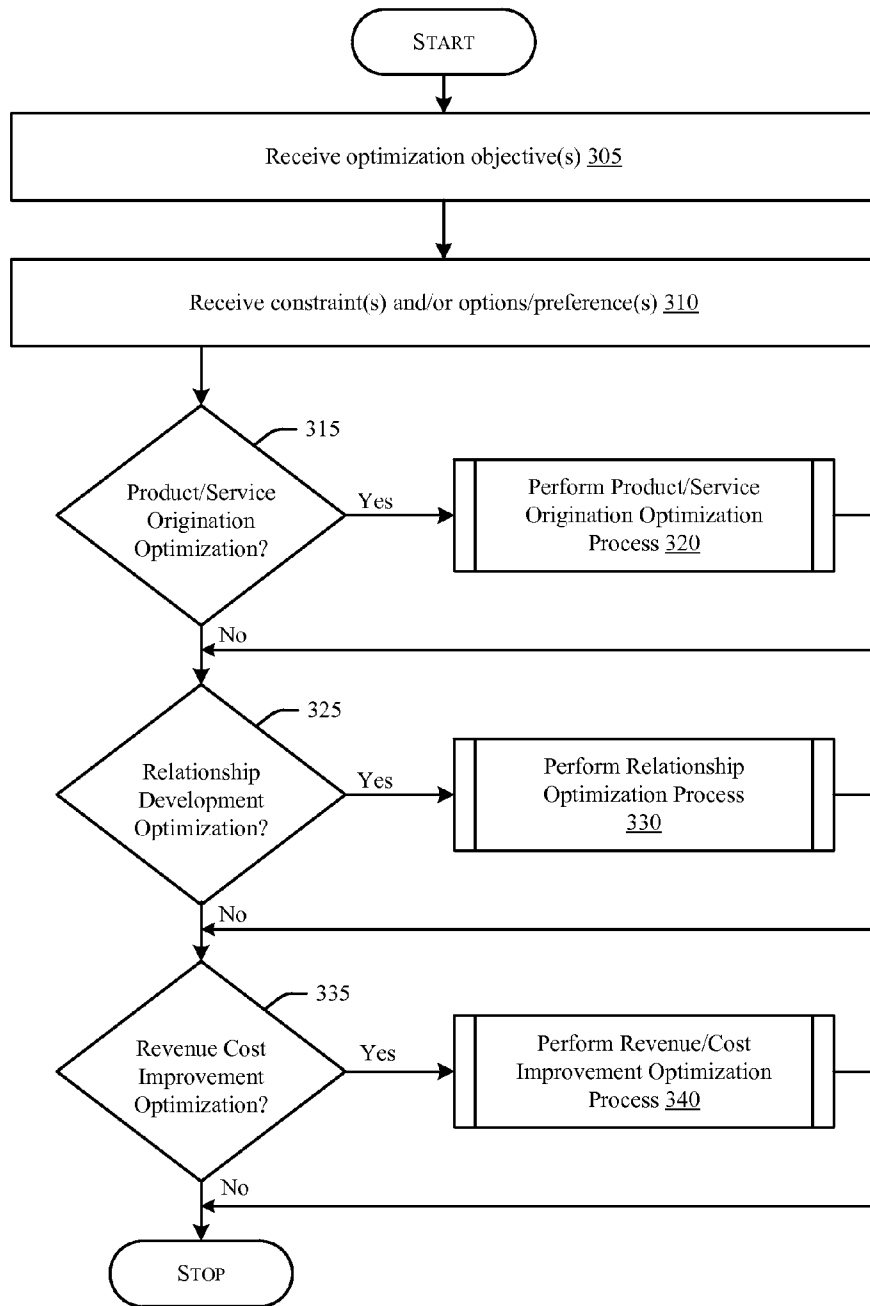 START
Receive optimization objective(s) 305
Receive constraint(s) and/or options/preference(s) 310
315
Product/Service
Origination
Optimization?
Yes
Perform Product/Service
Origination Optimization
Process 320
No
325
Relationship
Development
Optimization?
Yes
Perform Relationship
Optimization Process
330
No
335
Revenue Cost
Improvement
Optimization?
Yes
Perform Revenue/Cost
Improvement Optimization
Process 340
No
STOP